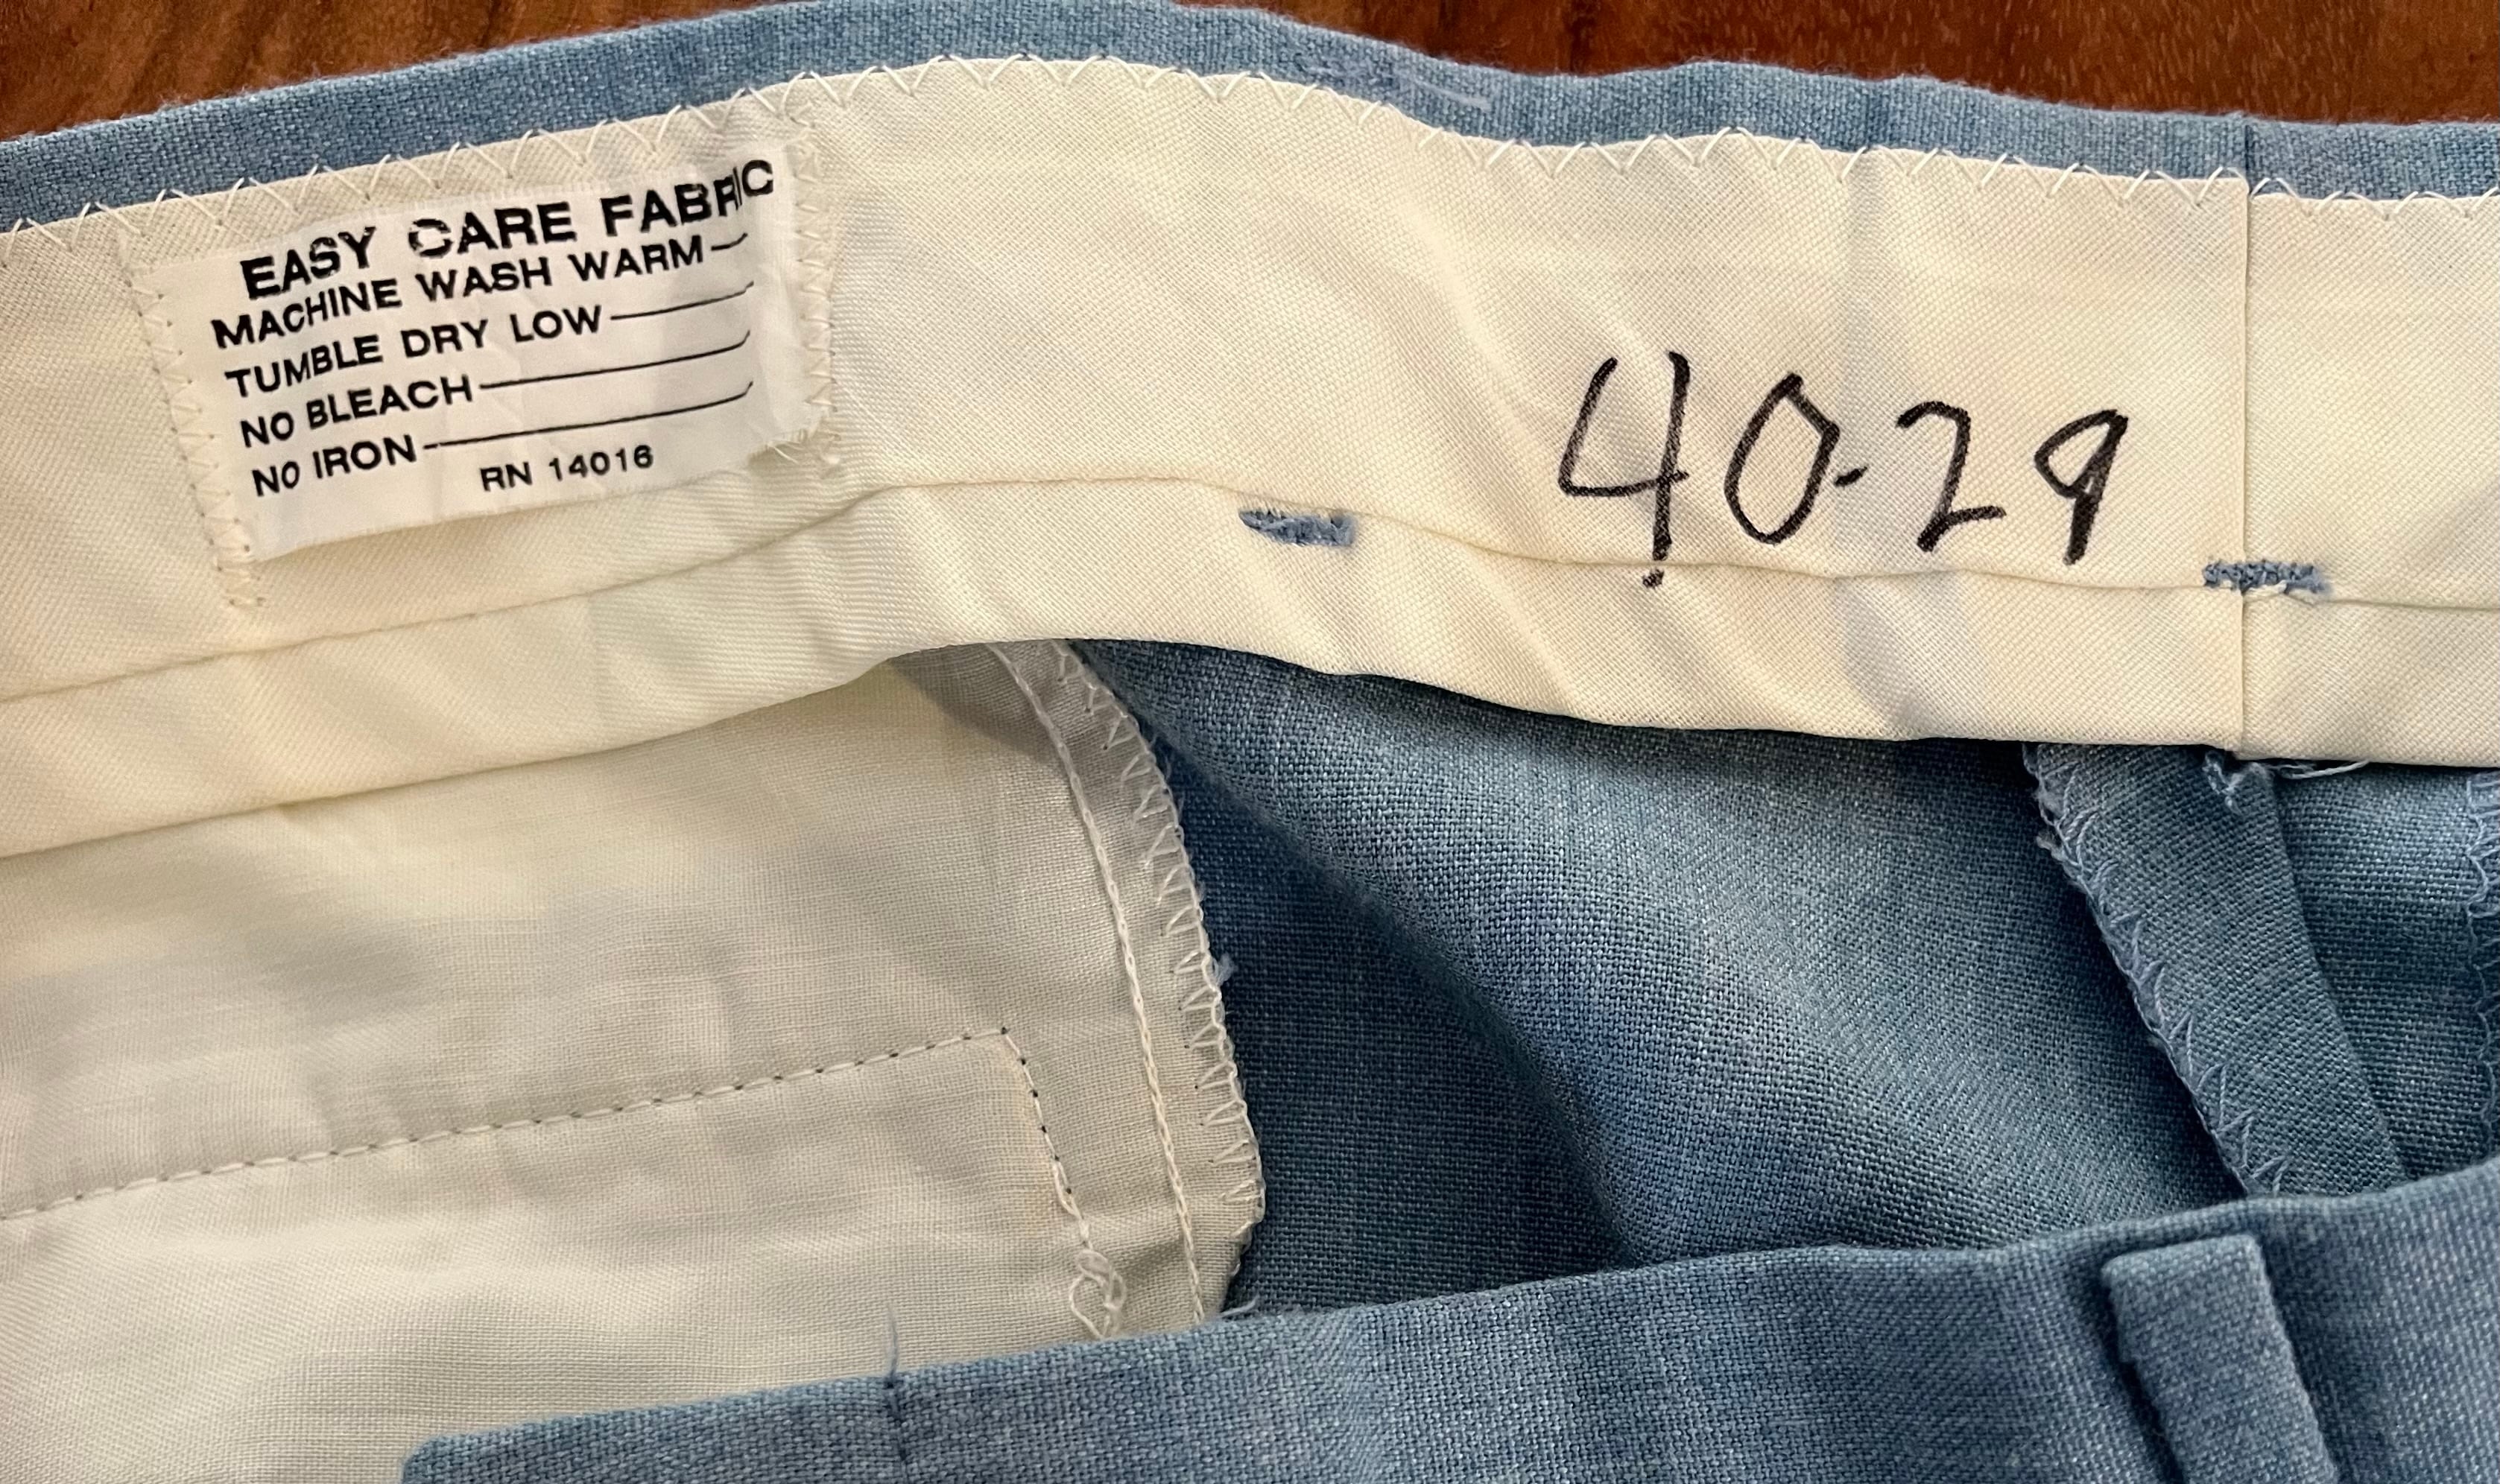 EASY CARE FABRIC
MACHINE WASH WARM
TUMBLE DRY LOW
NO BLEACH
NO IRON
RN 14016
40-29